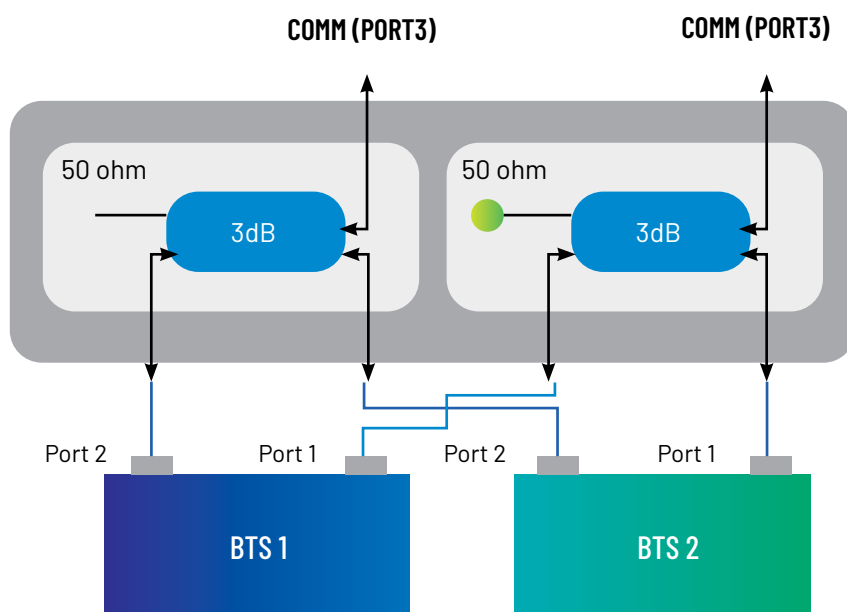 COMM (PORT3)
COMM (PORT3)
50 ohm
50 ohm
3dB
3dB
Port 2
Port 1
Port 2
Port 1
BTS 1
BTS 2